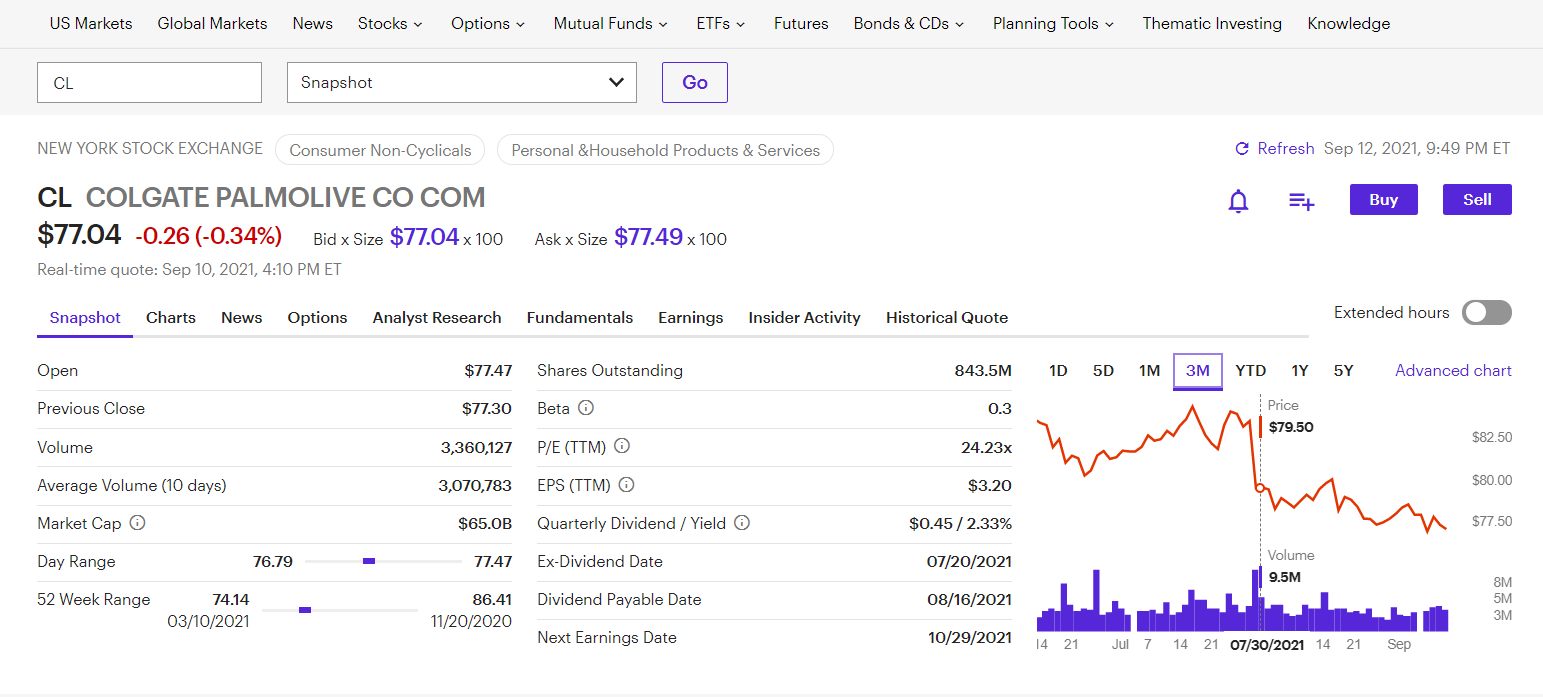 US Markets Global Markets News Stocks Options Mutual Funds ETFs Futures Bonds & CDs Planning Tools Thematic Investing Knowledge
CL Snapshot Go
NEW YORK STOCK EXCHANGE Consumer Non-Cyclicals Personal &Household Products & Services Refresh Sep 12, 2021, 9:49 PM ET
CL COLGATE PALMOLIVE CO COM Buy Sell
$77.04 -0.26 (-0.34%) Bid x Size $77.04 x 100 Ask x Size $77.49 x 100
Real-time quote: Sep 10, 2021, 4:10 PM ET
Snapshot Charts News Options Analyst Research Fundamentals Earnings Insider Activity Historical Quote Extended hours
Open $77.47
Previous Close $77.30
Volume 3,360,127
Average Volume (10 days) 3,070,783
Market Cap $65.0B
Day Range 76.79 77.47
52 Week Range 74.14 86.41
03/10/2021 11/20/2020
Shares Outstanding 843.5M
Beta 0.3
P/E (TTM) 24.23x
EPS (TTM) $3.20
Quarterly Dividend / Yield $0.45 / 2.33%
Ex-Dividend Date 07/20/2021
Dividend Payable Date 08/16/2021
Next Earnings Date 10/29/2021
1D 5D 1M 3M YTD 1Y 5Y Advanced chart
Price
$79.50
$82.50
$80.00
$77.50
Volume
9.5M
8M
5M
3M
14 21 Jul 7 14 21 07/30/2021 14 21 Sep